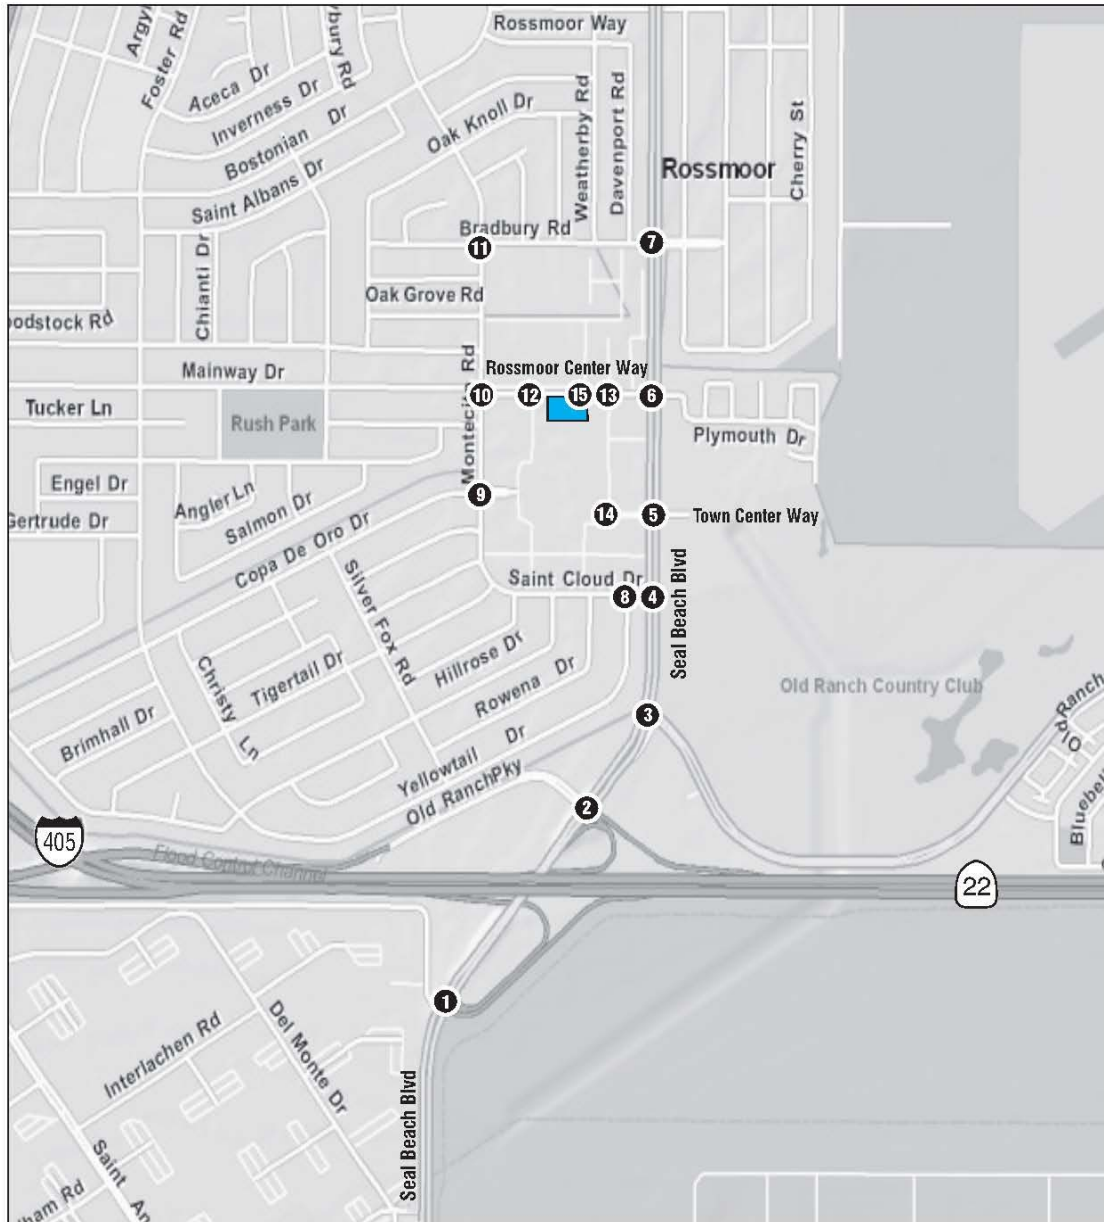 Rossmoor Way
Foster Rd
Aceca Dr
Inverness Dr
Bostonian Dr
Saint Albans Dr
Oak Knoll Dr
Weatherby Rd
Davenport Rd
Rossmoor
Cherry St
Chianti Dr
Bradbury Rd
11
7
Oak Grove Rd
Mainway Dr
Montecito Rd
Rossmoor Center Way
10
12
15
13
6
Tucker Ln
Rush Park
Plymouth Dr
Engel Dr
Angler Ln
Salmon Dr
Gertrude Dr
Copa De Oro Dr
9
14
5
Town Center Way
Saint Cloud Dr
8
4
Seal Beach Blvd
Silver Fox Rd
Christy Ln
Tigertail Dr
Hillrose Dr
Rowena Dr
Brimhall Dr
Yellowtail Dr
Old RanchPky
3
Old Ranch Country Club
Old Ranch
2
405
Flood Control Channel
22
1
Interlachen Rd
Del Monte Dr
Seal Beach Blvd
Saint An